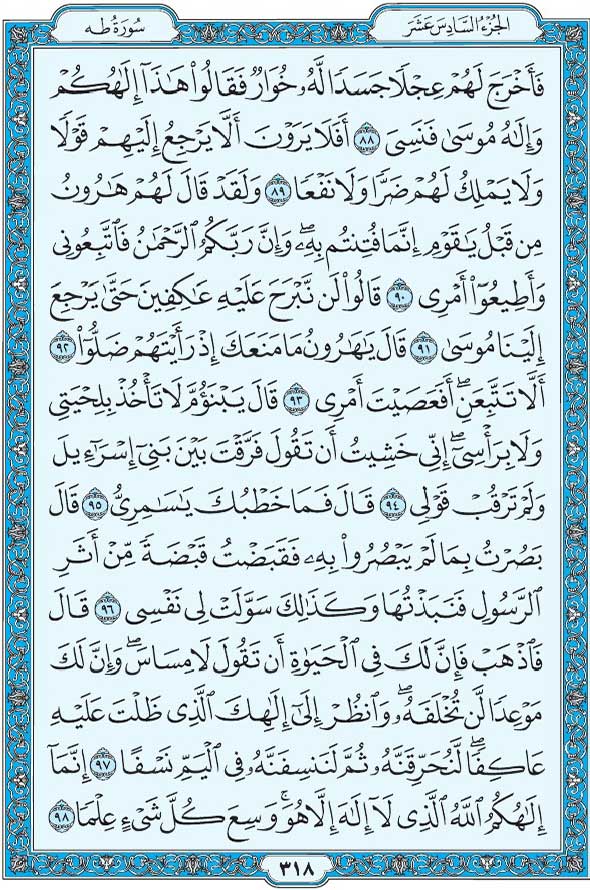 الجزء السادس عشر
سورة طه
فَأَخْرَجَ لَهُمْ عِجْلًا جَسَدًا لَّهُۥ خُوَارٌ فَقَالُوا۟ هَٰذَآ إِلَٰهُكُمْ
وَإِلَٰهُ مُوسَىٰ فَنَسِىَ ٨٨ أَفَلَا يَرَوْنَ أَلَّا يَرْجِعُ إِلَيْهِمْ قَوْلًا
وَلَا يَمْلِكُ لَهُمْ ضَرًّا وَلَا نَفْعًا ٨٩ وَلَقَدْ قَالَ لَهُمْ هَٰرُونُ
مِن قَبْلُ يَٰقَوْمِ إِنَّمَا فُتِنتُم بِهِۦ ۖ وَإِنَّ رَبَّكُمُ ٱلرَّحْمَٰنُ فَٱتَّبِعُونِى
وَأَطِيعُوٓا۟ أَمْرِى ٩٠ قَالُوا۟ لَن نَّبْرَحَ عَلَيْهِ عَٰكِفِينَ حَتَّىٰ يَرْجِعَ
إِلَيْنَا مُوسَىٰ ٩١ قَالَ يَٰهَٰرُونُ مَا مَنَعَكَ إِذْ رَأَيْتَهُمْ ضَلُّوٓا۟ ٩٢
أَلَّا تَتَّبِعَنِ ۖ أَفَعَصَيْتَ أَمْرِى ٩٣ قَالَ يَبْنَؤُمَّ لَا تَأْخُذْ بِلِحْيَتِى
وَلَا بِرَأْسِىٓ ۖ إِنِّى خَشِيتُ أَن تَقُولَ فَرَّقْتَ بَيْنَ بَنِىٓ إِسْرَٰٓءِيلَ
وَلَمْ تَرْقُبْ قَوْلِى ٩٤ قَالَ فَمَا خَطْبُكَ يَٰسَٰمِرِىُّ ٩٥ قَالَ
بَصُرْتُ بِمَا لَمْ يَبْصُرُوا۟ بِهِۦ فَقَبَضْتُ قَبْضَةً مِّنْ أَثَرِ
ٱلرَّسُولِ فَنَبَذْتُهَا وَكَذَٰلِكَ سَوَّلَتْ لِى نَفْسِى ٩٦ قَالَ
فَٱذْهَبْ فَإِنَّ لَكَ فِى ٱلْحَيَوٰةِ أَن تَقُولَ لَا مِسَاسَ ۖ وَإِنَّ لَكَ
مَوْعِدًا لَّن تُخْلَفَهُۥ ۖ وَٱنظُرْ إِلَىٰٓ إِلَٰهِكَ ٱلَّذِى ظَلْتَ عَلَيْهِ
عَاكِفًا ۖ لَّنُحَرِّقَنَّهُۥ ثُمَّ لَنَنسِفَنَّهُۥ فِى ٱلْيَمِّ نَسْفًا ٩٧ إِنَّمَآ
إِلَٰهُكُمُ ٱللَّهُ ٱلَّذِى لَآ إِلَٰهَ إِلَّا هُوَ ۚ وَسِعَ كُلَّ شَىْءٍ عِلْمًا ٩٨
٣١٨